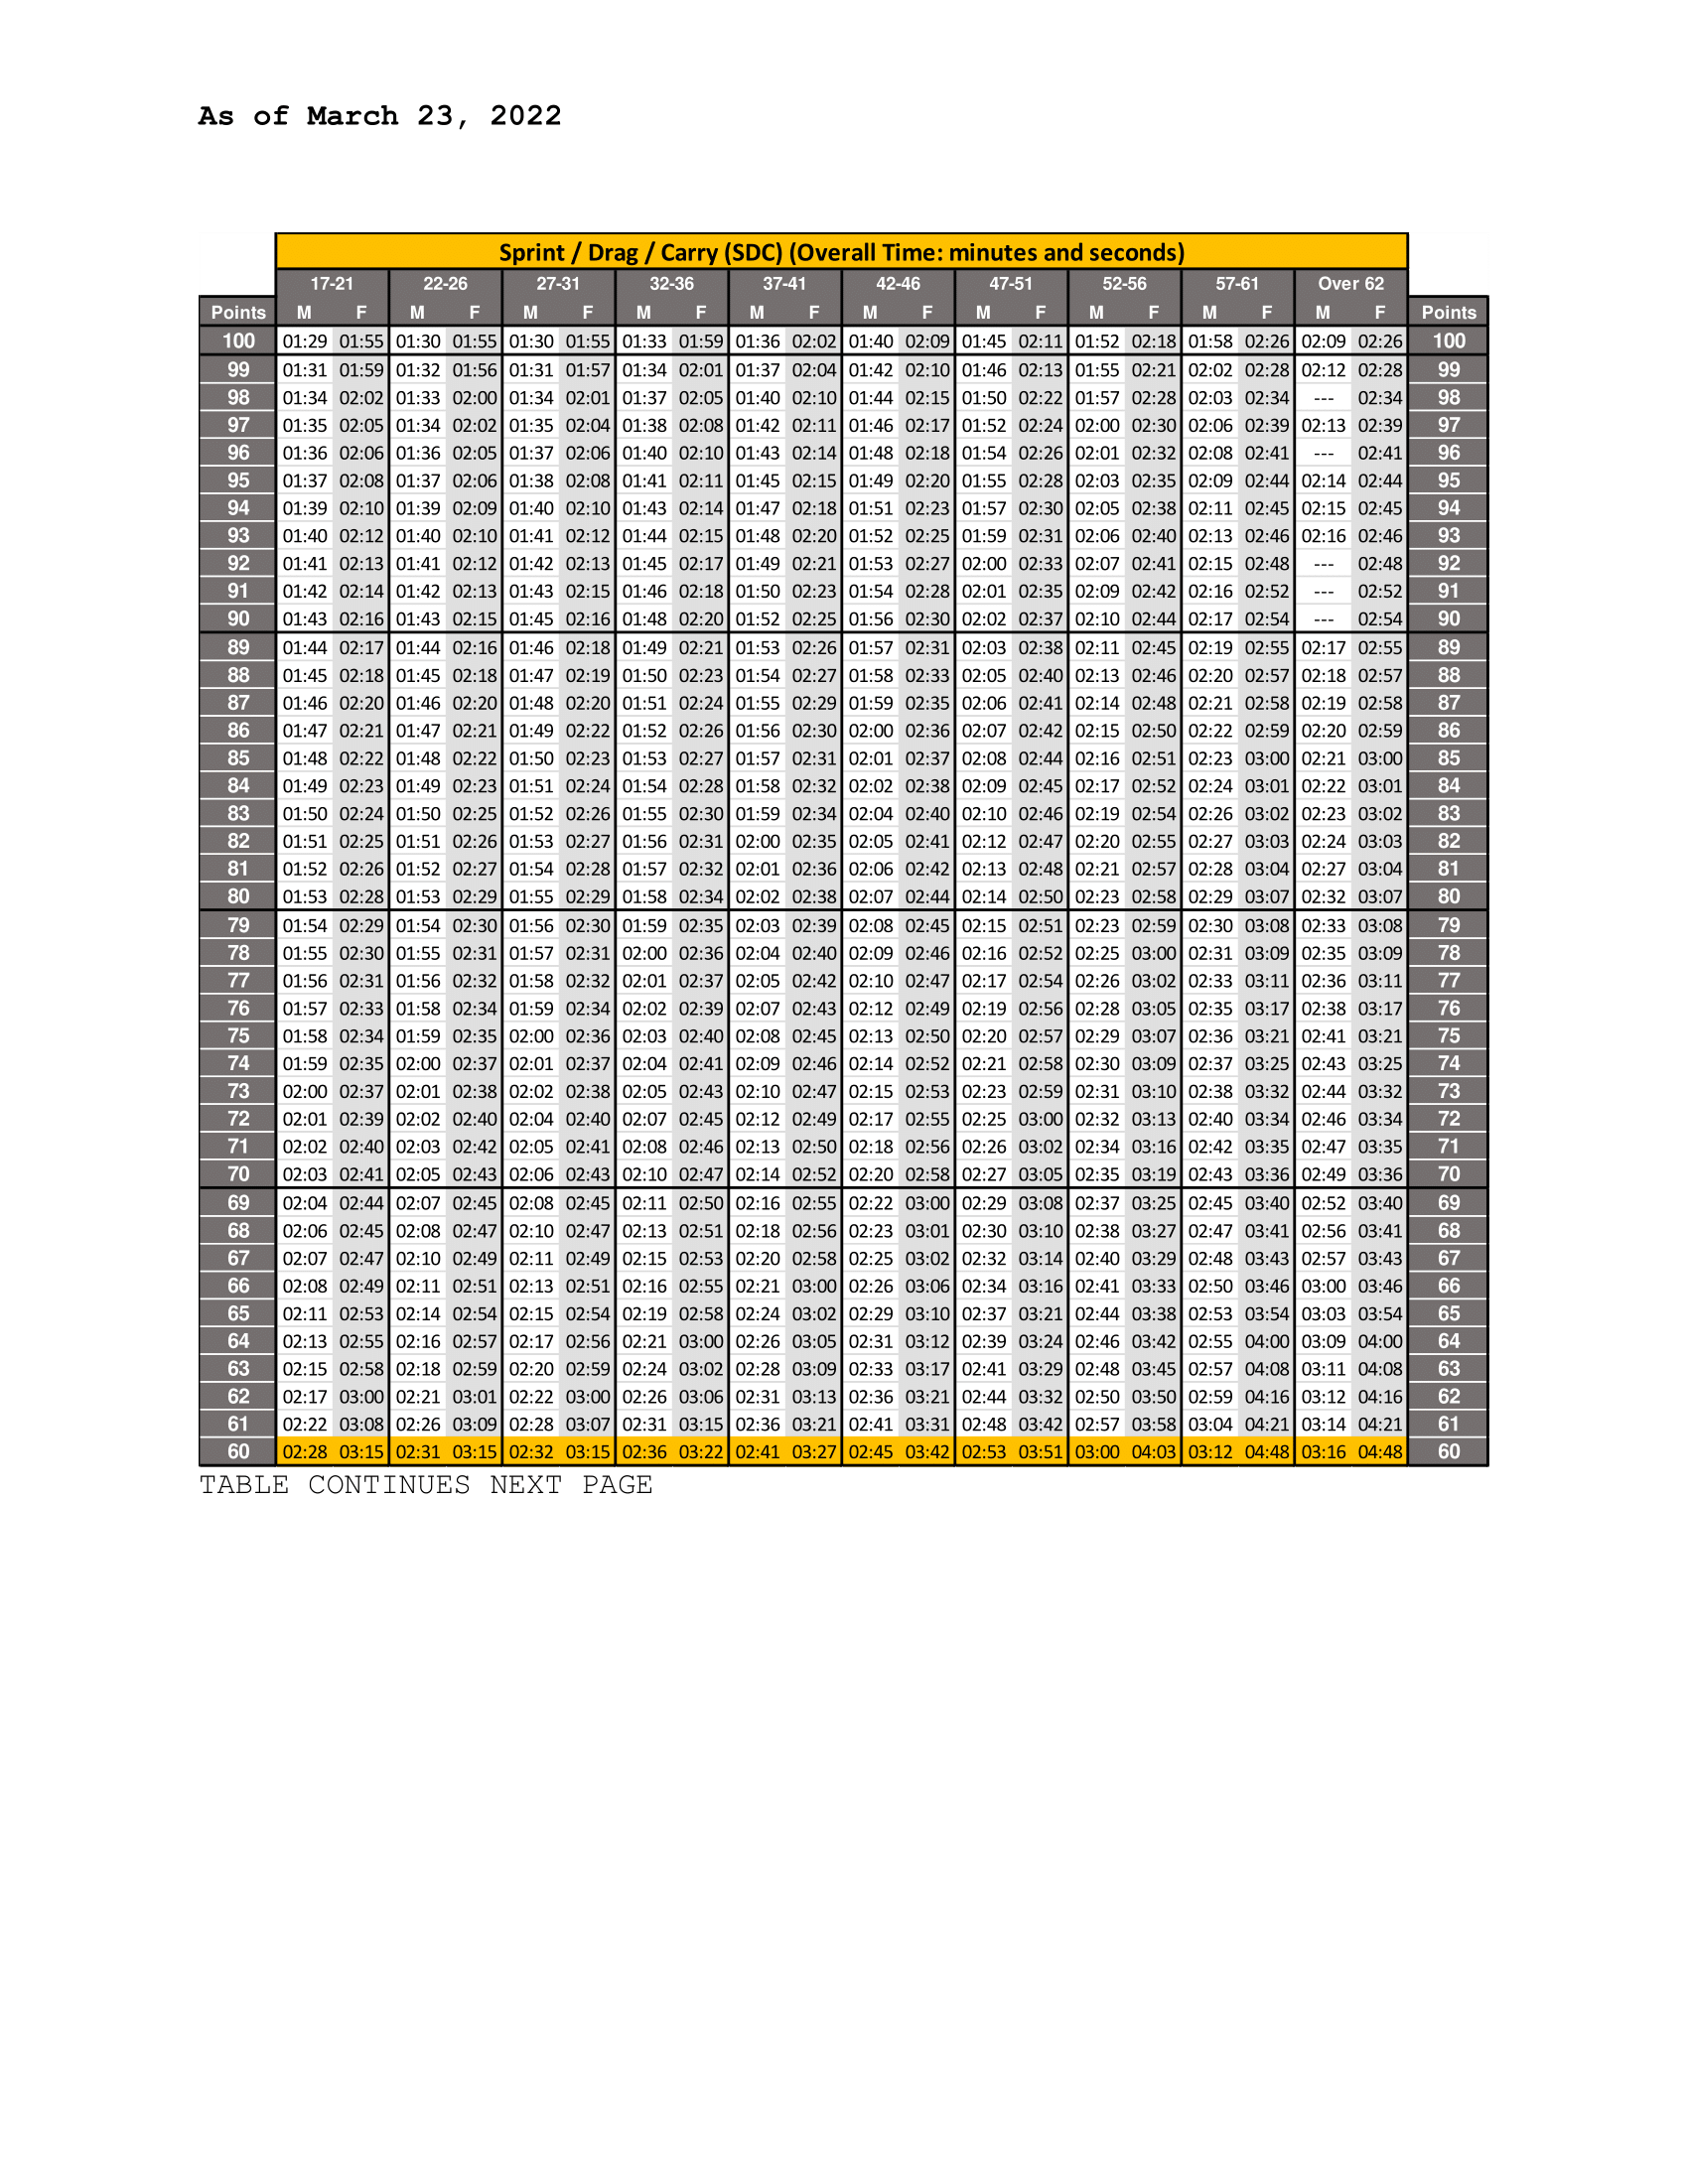 As of March 23, 2022
Sprint / Drag / Carry (SDC) (Overall Time: minutes and seconds)
17-21 22-26 27-31 32-36 37-41 42-46 47-51 52-56 57-61 Over 62
Points M F M F M F M F M F M F M F M F M F M F Points
100 01:29 01:55 01:30 01:55 01:30 01:55 01:33 01:59 01:36 02:02 01:40 02:09 01:45 02:11 01:52 02:18 01:58 02:26 02:09 02:26 100
99 01:31 01:59 01:32 01:56 01:31 01:57 01:34 02:01 01:37 02:04 01:42 02:10 01:46 02:13 01:55 02:21 02:02 02:28 02:12 02:28 99
98 01:34 02:02 01:33 02:00 01:34 02:01 01:37 02:05 01:40 02:10 01:44 02:15 01:50 02:22 01:57 02:28 02:03 02:34 --- 02:34 98
97 01:35 02:05 01:34 02:02 01:35 02:04 01:38 02:08 01:42 02:11 01:46 02:17 01:52 02:24 02:00 02:30 02:06 02:39 02:13 02:39 97
96 01:36 02:06 01:36 02:05 01:37 02:06 01:40 02:10 01:43 02:14 01:48 02:18 01:54 02:26 02:01 02:32 02:08 02:41 --- 02:41 96
95 01:37 02:08 01:37 02:06 01:38 02:08 01:41 02:11 01:45 02:15 01:49 02:20 01:55 02:28 02:03 02:35 02:09 02:44 02:14 02:44 95
94 01:39 02:10 01:39 02:09 01:40 02:10 01:43 02:14 01:47 02:18 01:51 02:23 01:57 02:30 02:05 02:38 02:11 02:45 02:15 02:45 94
93 01:40 02:12 01:40 02:10 01:41 02:12 01:44 02:15 01:48 02:20 01:52 02:25 01:59 02:31 02:06 02:40 02:13 02:46 02:16 02:46 93
92 01:41 02:13 01:41 02:12 01:42 02:13 01:45 02:17 01:49 02:21 01:53 02:27 02:00 02:33 02:07 02:41 02:15 02:48 --- 02:48 92
91 01:42 02:14 01:42 02:13 01:43 02:15 01:46 02:18 01:50 02:23 01:54 02:28 02:01 02:35 02:09 02:42 02:16 02:52 --- 02:52 91
90 01:43 02:16 01:43 02:15 01:45 02:16 01:48 02:20 01:52 02:25 01:56 02:30 02:02 02:37 02:10 02:44 02:17 02:54 --- 02:54 90
89 01:44 02:17 01:44 02:16 01:46 02:18 01:49 02:21 01:53 02:26 01:57 02:31 02:03 02:38 02:11 02:45 02:19 02:55 02:17 02:55 89
88 01:45 02:18 01:45 02:18 01:47 02:19 01:50 02:23 01:54 02:27 01:58 02:33 02:05 02:40 02:13 02:46 02:20 02:57 02:18 02:57 88
87 01:46 02:20 01:46 02:20 01:48 02:20 01:51 02:24 01:55 02:29 01:59 02:35 02:06 02:41 02:14 02:48 02:21 02:58 02:19 02:58 87
86 01:47 02:21 01:47 02:21 01:49 02:22 01:52 02:26 01:56 02:30 02:00 02:36 02:07 02:42 02:15 02:50 02:22 02:59 02:20 02:59 86
85 01:48 02:22 01:48 02:22 01:50 02:23 01:53 02:27 01:57 02:31 02:01 02:37 02:08 02:44 02:16 02:51 02:23 03:00 02:21 03:00 85
84 01:49 02:23 01:49 02:23 01:51 02:24 01:54 02:28 01:58 02:32 02:02 02:38 02:09 02:45 02:17 02:52 02:24 03:01 02:22 03:01 84
83 01:50 02:24 01:50 02:25 01:52 02:26 01:55 02:30 01:59 02:34 02:04 02:40 02:10 02:46 02:19 02:54 02:26 03:02 02:23 03:02 83
82 01:51 02:25 01:51 02:26 01:53 02:27 01:56 02:31 02:00 02:35 02:05 02:41 02:12 02:47 02:20 02:55 02:27 03:03 02:24 03:03 82
81 01:52 02:26 01:52 02:27 01:54 02:28 01:57 02:32 02:01 02:36 02:06 02:42 02:13 02:48 02:21 02:57 02:28 03:04 02:27 03:04 81
80 01:53 02:28 01:53 02:29 01:55 02:29 01:58 02:34 02:02 02:38 02:07 02:44 02:14 02:50 02:23 02:58 02:29 03:07 02:32 03:07 80
79 01:54 02:29 01:54 02:30 01:56 02:30 01:59 02:35 02:03 02:39 02:08 02:45 02:15 02:51 02:23 02:59 02:30 03:08 02:33 03:08 79
78 01:55 02:30 01:55 02:31 01:57 02:31 02:00 02:36 02:04 02:40 02:09 02:46 02:16 02:52 02:25 03:00 02:31 03:09 02:35 03:09 78
77 01:56 02:31 01:56 02:32 01:58 02:32 02:01 02:37 02:05 02:42 02:10 02:47 02:17 02:54 02:26 03:02 02:33 03:11 02:36 03:11 77
76 01:57 02:33 01:58 02:34 01:59 02:34 02:02 02:39 02:07 02:43 02:12 02:49 02:19 02:56 02:28 03:05 02:35 03:17 02:38 03:17 76
75 01:58 02:34 01:59 02:35 02:00 02:36 02:03 02:40 02:08 02:45 02:13 02:50 02:20 02:57 02:29 03:07 02:36 03:21 02:41 03:21 75
74 01:59 02:35 02:00 02:37 02:01 02:37 02:04 02:41 02:09 02:46 02:14 02:52 02:21 02:58 02:30 03:09 02:37 03:25 02:43 03:25 74
73 02:00 02:37 02:01 02:38 02:02 02:38 02:05 02:43 02:10 02:47 02:15 02:53 02:23 02:59 02:31 03:10 02:38 03:32 02:44 03:32 73
72 02:01 02:39 02:02 02:40 02:04 02:40 02:07 02:45 02:12 02:49 02:17 02:55 02:25 03:00 02:32 03:13 02:40 03:34 02:46 03:34 72
71 02:02 02:40 02:03 02:42 02:05 02:41 02:08 02:46 02:13 02:50 02:18 02:56 02:26 03:02 02:34 03:16 02:42 03:35 02:47 03:35 71
70 02:03 02:41 02:05 02:43 02:06 02:43 02:10 02:47 02:14 02:52 02:20 02:58 02:27 03:05 02:35 03:19 02:43 03:36 02:49 03:36 70
69 02:04 02:44 02:07 02:45 02:08 02:45 02:11 02:50 02:16 02:55 02:22 03:00 02:29 03:08 02:37 03:25 02:45 03:40 02:52 03:40 69
68 02:06 02:45 02:08 02:47 02:10 02:47 02:13 02:51 02:18 02:56 02:23 03:01 02:30 03:10 02:38 03:27 02:47 03:41 02:56 03:41 68
67 02:07 02:47 02:10 02:49 02:11 02:49 02:15 02:53 02:20 02:58 02:25 03:02 02:32 03:14 02:40 03:29 02:48 03:43 02:57 03:43 67
66 02:08 02:49 02:11 02:51 02:13 02:51 02:16 02:55 02:21 03:00 02:26 03:06 02:34 03:16 02:41 03:33 02:50 03:46 03:00 03:46 66
65 02:11 02:53 02:14 02:54 02:15 02:54 02:19 02:58 02:24 03:02 02:29 03:10 02:37 03:21 02:44 03:38 02:53 03:54 03:03 03:54 65
64 02:13 02:55 02:16 02:57 02:17 02:56 02:21 03:00 02:26 03:05 02:31 03:12 02:39 03:24 02:46 03:42 02:55 04:00 03:09 04:00 64
63 02:15 02:58 02:18 02:59 02:20 02:59 02:24 03:02 02:28 03:09 02:33 03:17 02:41 03:29 02:48 03:45 02:57 04:08 03:11 04:08 63
62 02:17 03:00 02:21 03:01 02:22 03:00 02:26 03:06 02:31 03:13 02:36 03:21 02:44 03:32 02:50 03:50 02:59 04:16 03:12 04:16 62
61 02:22 03:08 02:26 03:09 02:28 03:07 02:31 03:15 02:36 03:21 02:41 03:31 02:48 03:42 02:57 03:58 03:04 04:21 03:14 04:21 61
60 02:28 03:15 02:31 03:15 02:32 03:15 02:36 03:22 02:41 03:27 02:45 03:42 02:53 03:51 03:00 04:03 03:12 04:48 03:16 04:48 60
TABLE CONTINUES NEXT PAGE